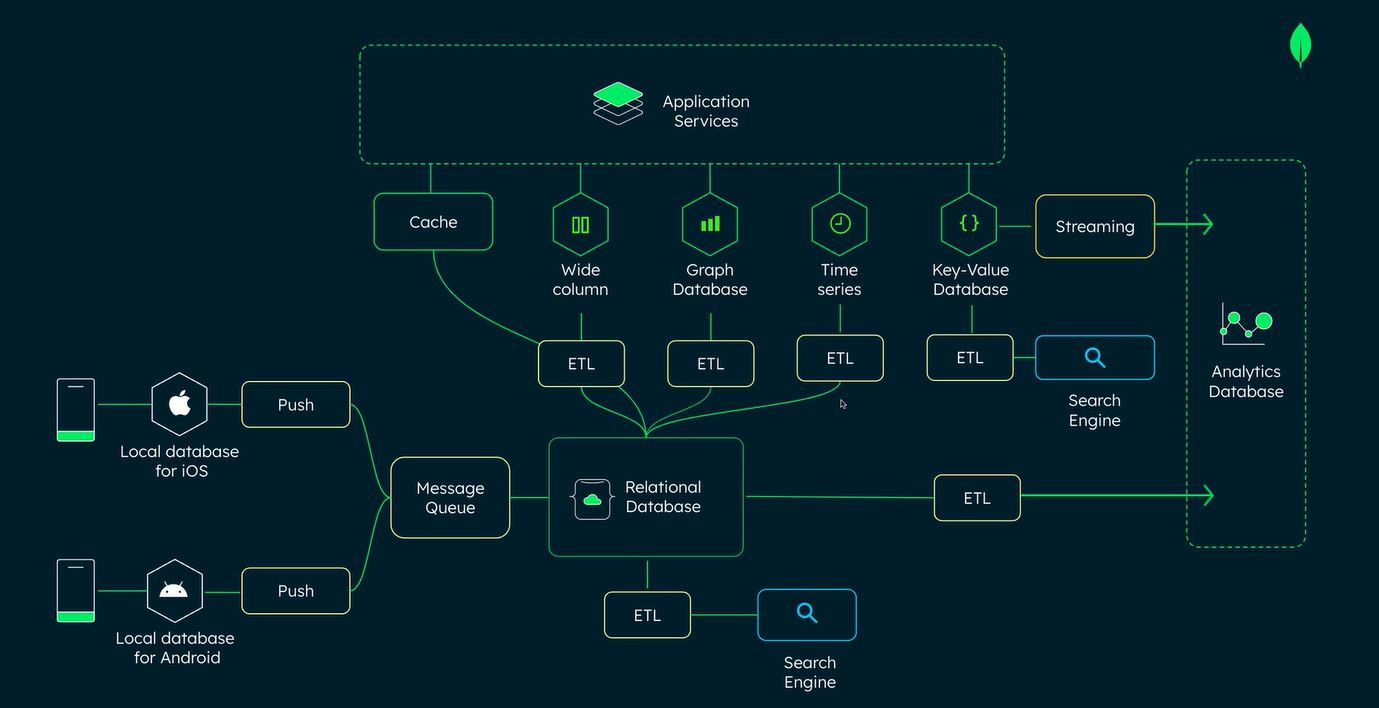 Application
Services
Cache
Wide
column
Graph
Database
Time
series
Key-Value
Database
Streaming
ETL
ETL
ETL
ETL
Search
Engine
Analytics
Database
Push
Local database
for iOS
Message
Queue
Relational
Database
ETL
Push
Local database
for Android
ETL
Search
Engine